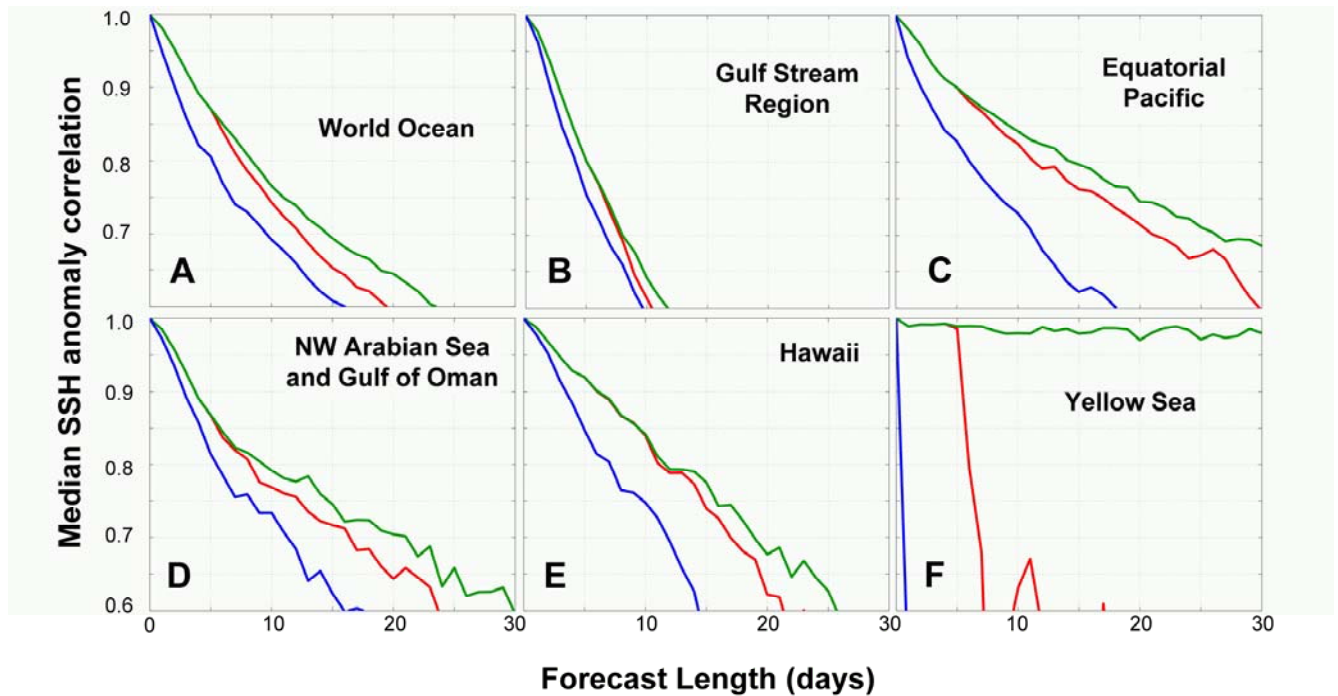 Median SSH anomaly correlation
1.0
0.9
0.8
0.7
World Ocean
A
Gulf Stream
Region
B
Equatorial
Pacific
C
1.0
0.9
0.8
0.7
0.6
NW Arabian Sea
and Gulf of Oman
D
Hawaii
E
Yellow Sea
F
0 10 20 30 10 20 30 10 20 30
Forecast Length (days)